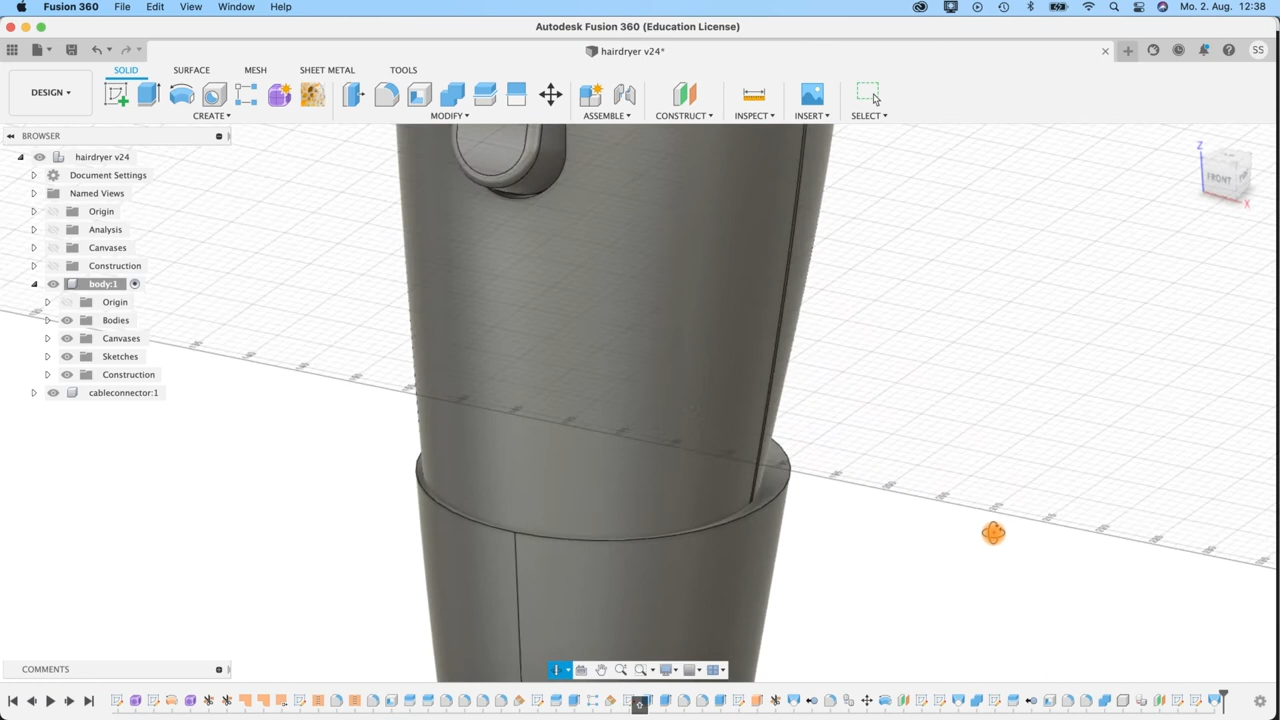 Fusion 360 File Edit View Window Help Mo. 2. Aug. 12:38
Autodesk Fusion 360 (Education License)
hairdryer v24* SS
SOLID SURFACE MESH SHEET METAL TOOLS
DESIGN
CREATE MODIFY ASSEMBLE CONSTRUCT INSPECT INSERT SELECT
BROWSER
hairdryer v24
Document Settings
Named Views
Origin
Analysis
Canvases
Construction
body:1
Origin
Bodies
Canvases
Sketches
Construction
cableconnector:1
Z
FRONT
X
COMMENTS